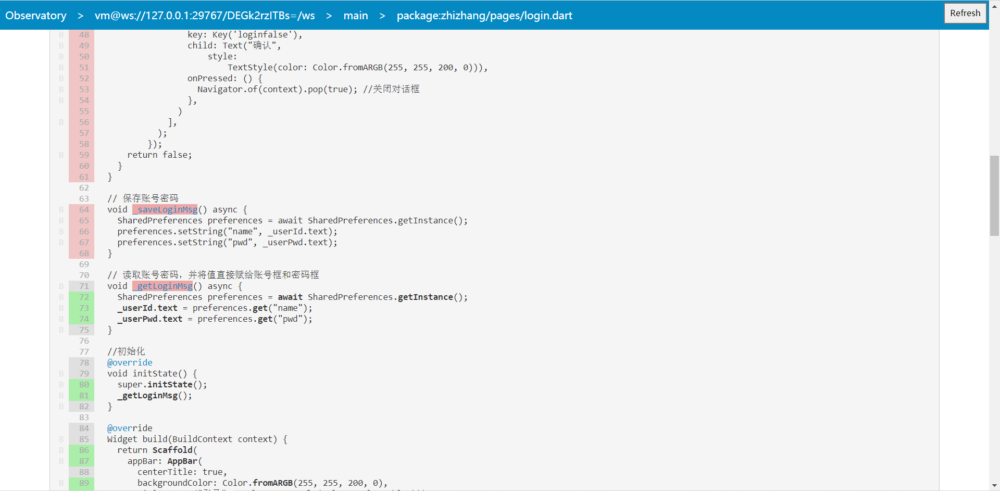 Observatory > vm@ws://127.0.0.1:29767/DEGk2rzITBs=/ws > main > package:zhizhang/pages/login.dart Refresh
B 48 key: Key('loginfalse'),
B 49 child: Text("确认",
B 50 style:
B 51 TextStyle(color: Color.fromARGB(255, 255, 200, 0))),
B 52 onPressed: () {
B 53 Navigator.of(context).pop(true); //关闭对话框
B 54 },
55 )
B 56 ],
57 );
58 });
B 59 return false;
60 }
61 }
62
63 // 保存账号密码
B 64 void _saveLoginMsg() async {
B 65 SharedPreferences preferences = await SharedPreferences.getInstance();
B 66 preferences.setString("name", _userId.text);
B 67 preferences.setString("pwd", _userPwd.text);
68 }
69
70 // 读取账号密码，并将值直接赋给账号框和密码框
B 71 void _getLoginMsg() async {
B 72 SharedPreferences preferences = await SharedPreferences.getInstance();
B 73 _userId.text = preferences.get("name");
B 74 _userPwd.text = preferences.get("pwd");
B 75 }
76
77 //初始化
78 @override
B 79 void initState() {
B 80 super.initState();
B 81 _getLoginMsg();
B 82 }
83
84 @override
B 85 Widget build(BuildContext context) {
B 86 return Scaffold(
B 87 appBar: AppBar(
88 centerTitle: true,
B 89 backgroundColor: Color.fromARGB(255, 255, 200, 0),